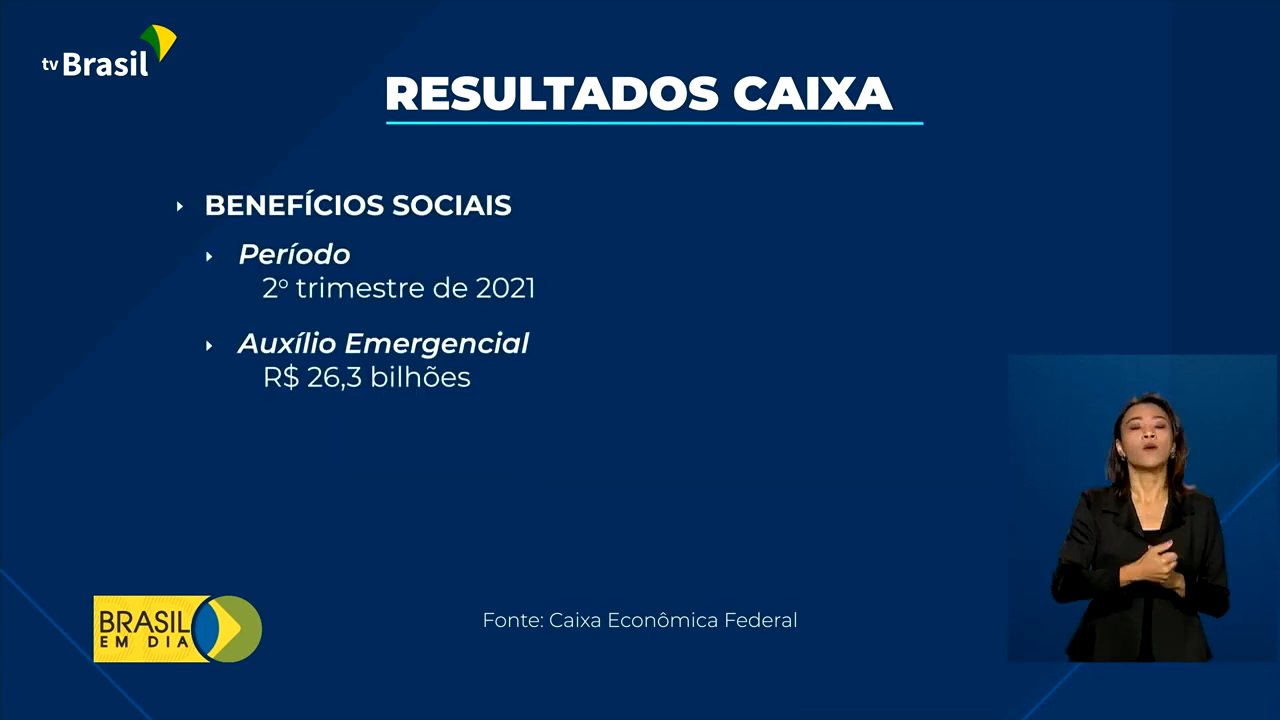 tv Brasil
RESULTADOS CAIXA
BENEFÍCIOS SOCIAIS
Período
2º trimestre de 2021
Auxílio Emergencial
R$ 26,3 bilhões
BRASIL
EM DIA
Fonte: Caixa Econômica Federal